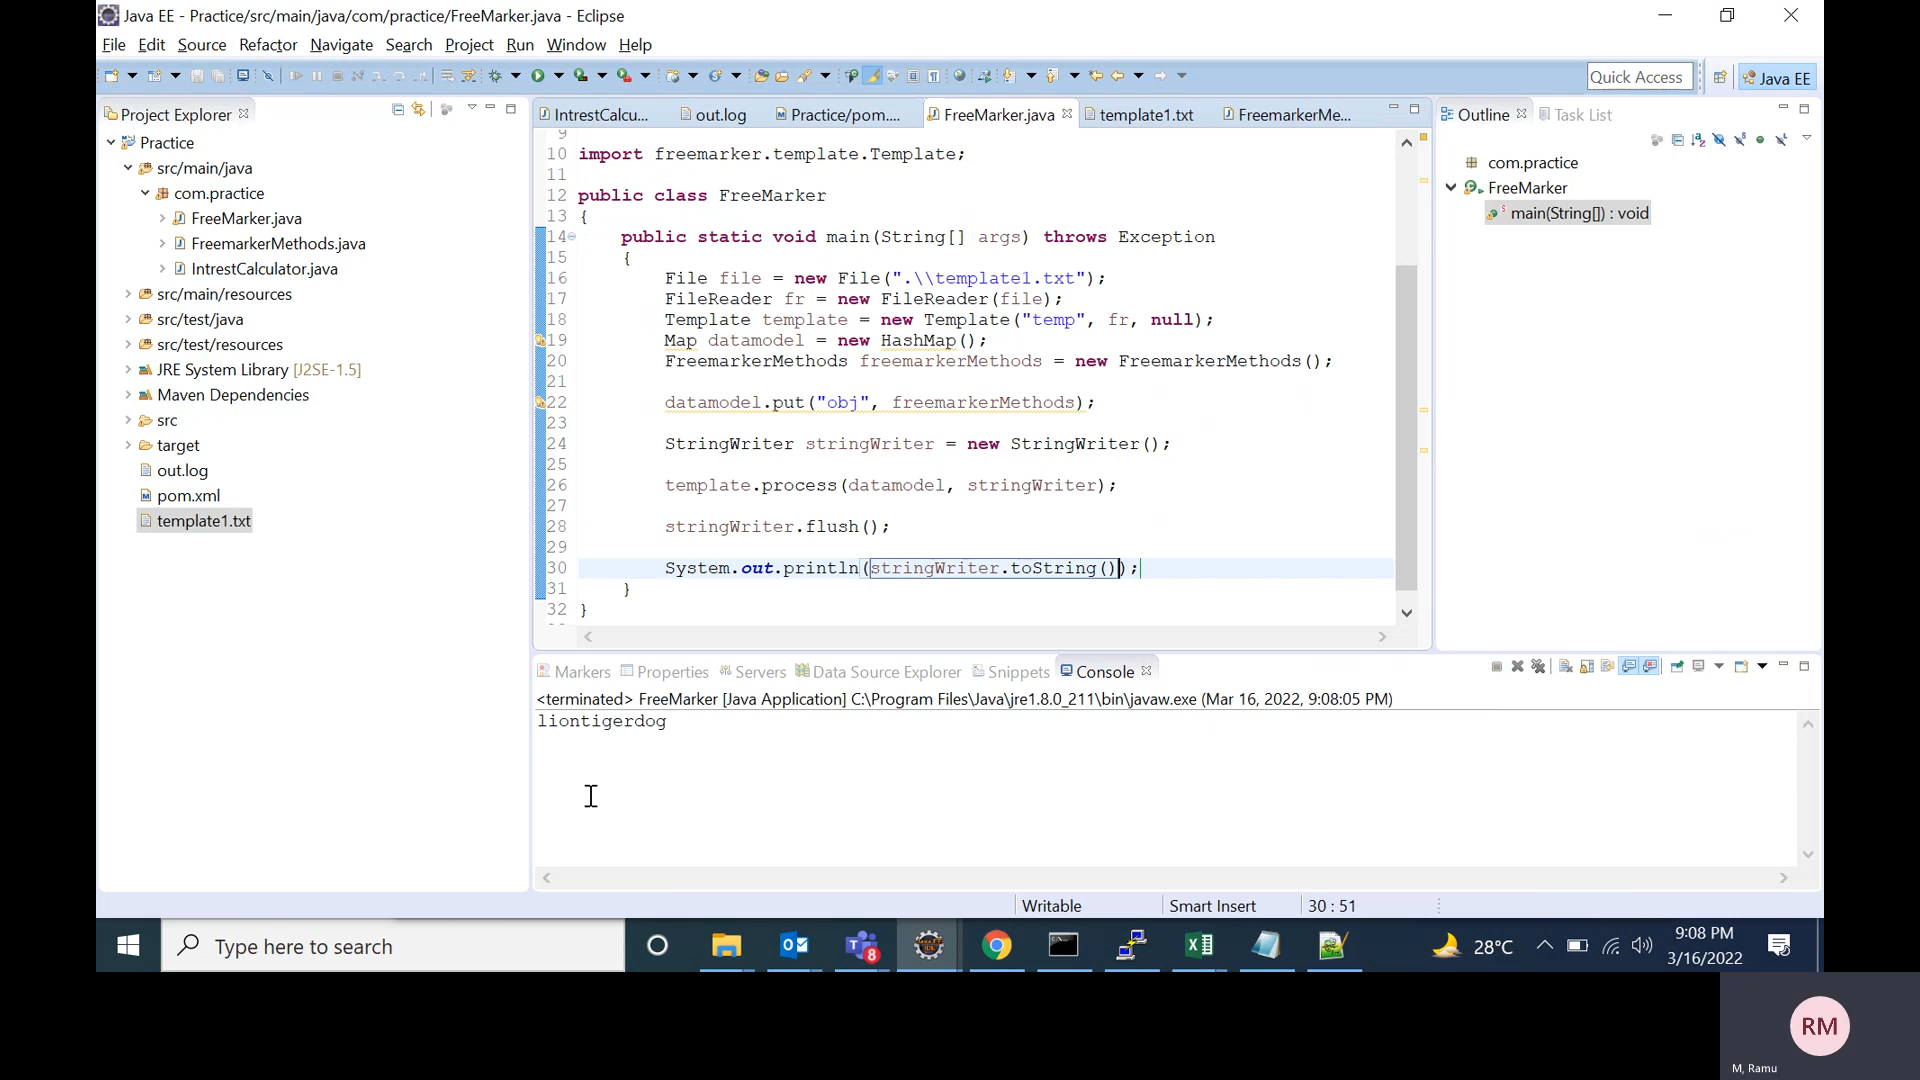 Java EE - Practice/src/main/java/com/practice/FreeMarker.java - Eclipse
File Edit Source Refactor Navigate Search Project Run Window Help
Quick Access
Java EE
Project Explorer
Practice
src/main/java
com.practice
FreeMarker.java
FreemarkerMethods.java
IntrestCalculator.java
src/main/resources
src/test/java
src/test/resources
JRE System Library [J2SE-1.5]
Maven Dependencies
src
target
out.log
pom.xml
template1.txt
IntrestCalcu... out.log Practice/pom.... FreeMarker.java template1.txt FreemarkerMe...
9
10 import freemarker.template.Template;
11
12 public class FreeMarker
13 {
14 public static void main(String[] args) throws Exception
15 {
16 File file = new File(".\\template1.txt");
17 FileReader fr = new FileReader(file);
18 Template template = new Template("temp", fr, null);
19 Map datamodel = new HashMap();
20 FreemarkerMethods freemarkerMethods = new FreemarkerMethods();
21
22 datamodel.put("obj", freemarkerMethods);
23
24 StringWriter stringWriter = new StringWriter();
25
26 template.process(datamodel, stringWriter);
27
28 stringWriter.flush();
29
30 System.out.println(stringWriter.toString());
31 }
32 }
Outline Task List
com.practice
FreeMarker
main(String[]) : void
Markers Properties Servers Data Source Explorer Snippets Console
<terminated> FreeMarker [Java Application] C:\Program Files\Java\jre1.8.0_211\bin\javaw.exe (Mar 16, 2022, 9:08:05 PM)
liontigerdog
Writable Smart Insert 30 : 51
Type here to search
8
28°C
9:08 PM
3/16/2022
RM
M, Ramu